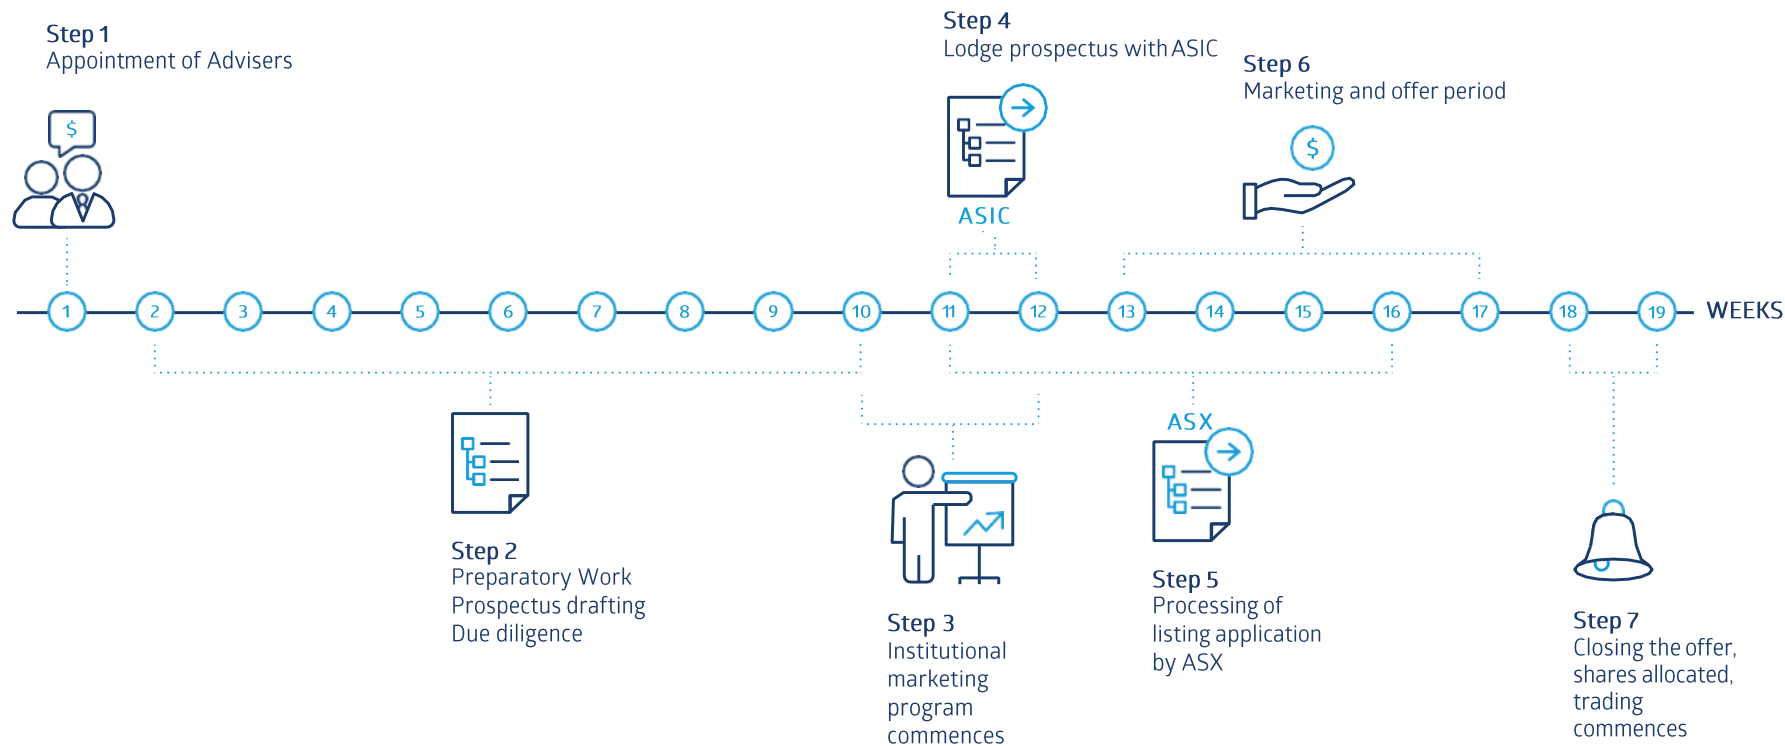 Step 1
Appointment of Advisers
$
Step 4
Lodge prospectus with ASIC
ASIC
Step 6
Marketing and offer period
$
1 2 3 4 5 6 7 8 9 10 11 12 13 14 15 16 17 18 19 WEEKS
Step 2
Preparatory Work
Prospectus drafting
Due diligence
Step 3
Institutional
marketing
program
commences
ASX
Step 5
Processing of
listing application
by ASX
Step 7
Closing the offer,
shares allocated,
trading
commences